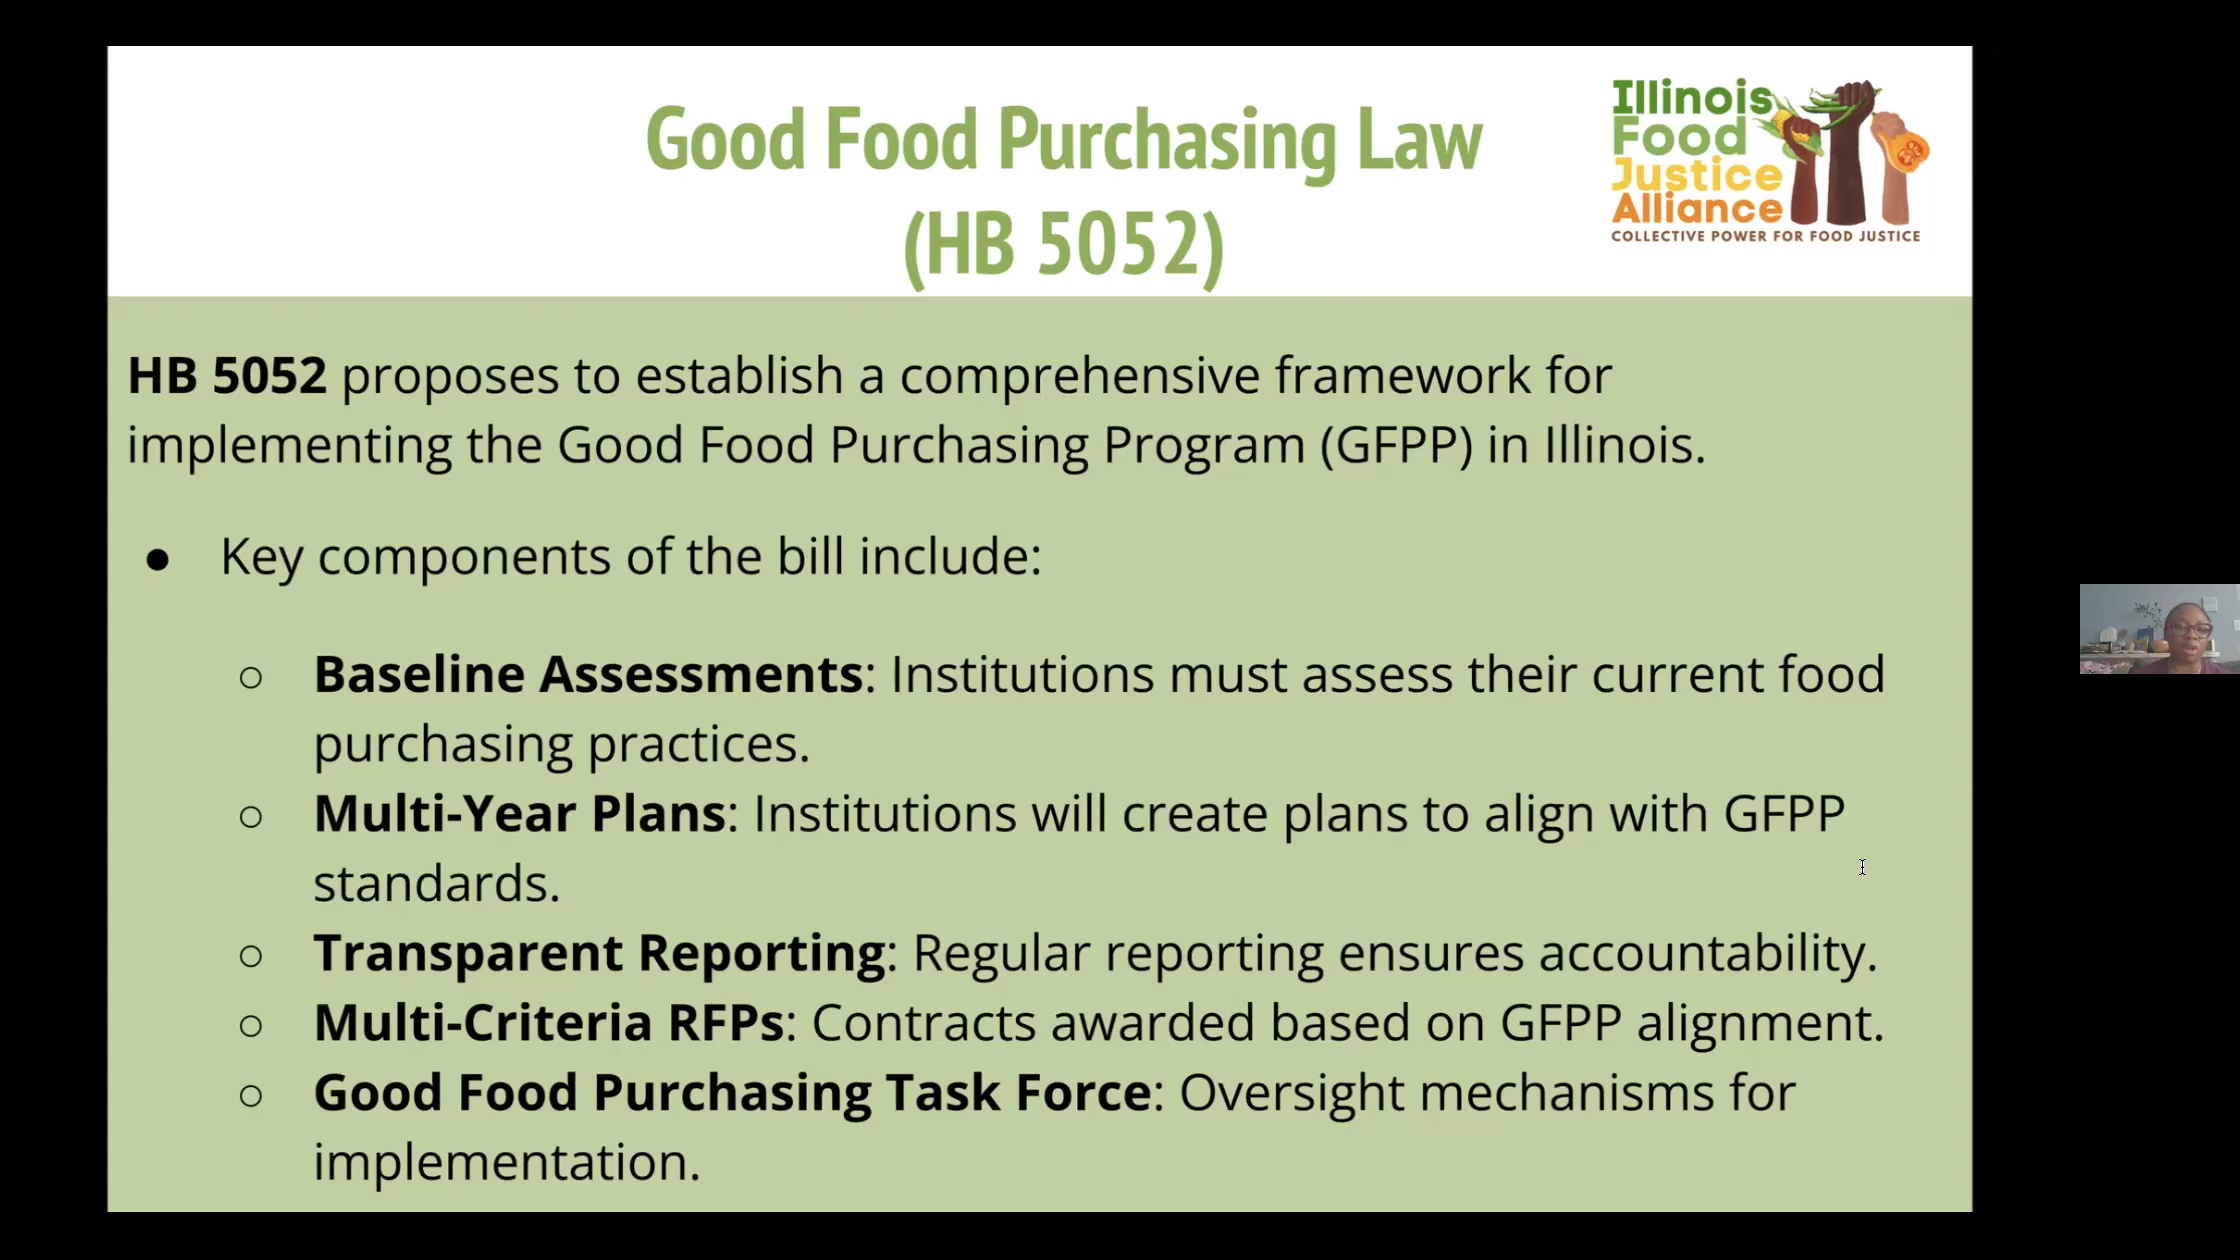 Good Food Purchasing Law
(HB 5052)
Illinois
Food
Justice
Alliance
COLLECTIVE POWER FOR FOOD JUSTICE
HB 5052 proposes to establish a comprehensive framework for
implementing the Good Food Purchasing Program (GFPP) in Illinois.
● Key components of the bill include:
○ Baseline Assessments: Institutions must assess their current food
purchasing practices.
○ Multi-Year Plans: Institutions will create plans to align with GFPP
standards.
○ Transparent Reporting: Regular reporting ensures accountability.
○ Multi-Criteria RFPs: Contracts awarded based on GFPP alignment.
○ Good Food Purchasing Task Force: Oversight mechanisms for
implementation.